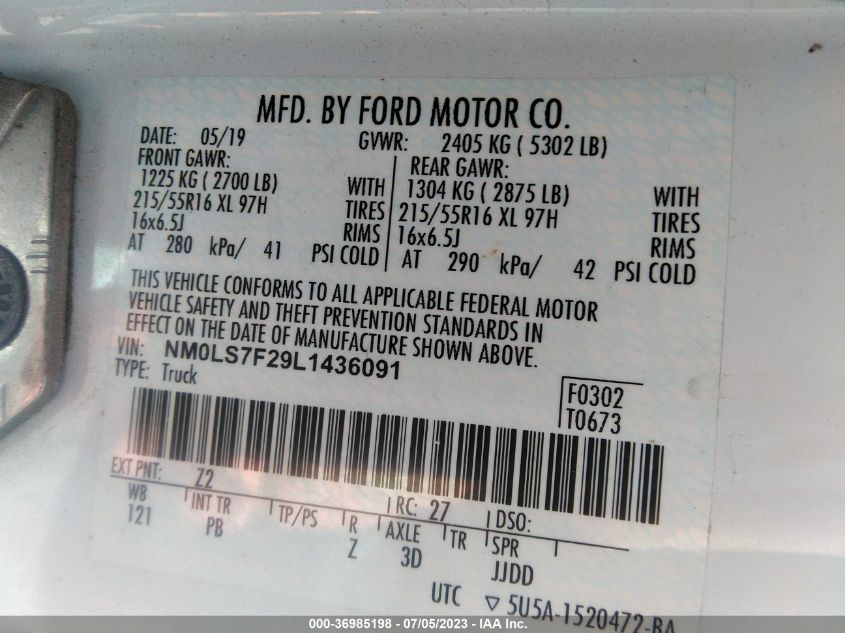 MFD. BY FORD MOTOR CO.
DATE: 05/19 GVWR: 2405 KG ( 5302 LB)
FRONT GAWR: REAR GAWR:
1225 KG ( 2700 LB) WITH 1304 KG ( 2875 LB) WITH
215/55R16 XL 97H TIRES 215/55R16 XL 97H TIRES
16x6.5J RIMS 16x6.5J RIMS
AT 280 kPa/ 41 PSI COLD AT 290 kPa/ 42 PSI COLD
THIS VEHICLE CONFORMS TO ALL APPLICABLE FEDERAL MOTOR
VEHICLE SAFETY AND THEFT PREVENTION STANDARDS IN
EFFECT ON THE DATE OF MANUFACTURE SHOWN ABOVE.
VIN: NM0LS7F29L1436091
TYPE: Truck
F0302
T0673
EXT PNT: Z2 RC: 27 DSO:
WB INT TR TP/PS R AXLE TR SPR
121 PB Z 3D JJDD
UTC ▽ 5U5A-1520472-BA
000-36985198 - 07/05/2023 - IAA Inc.